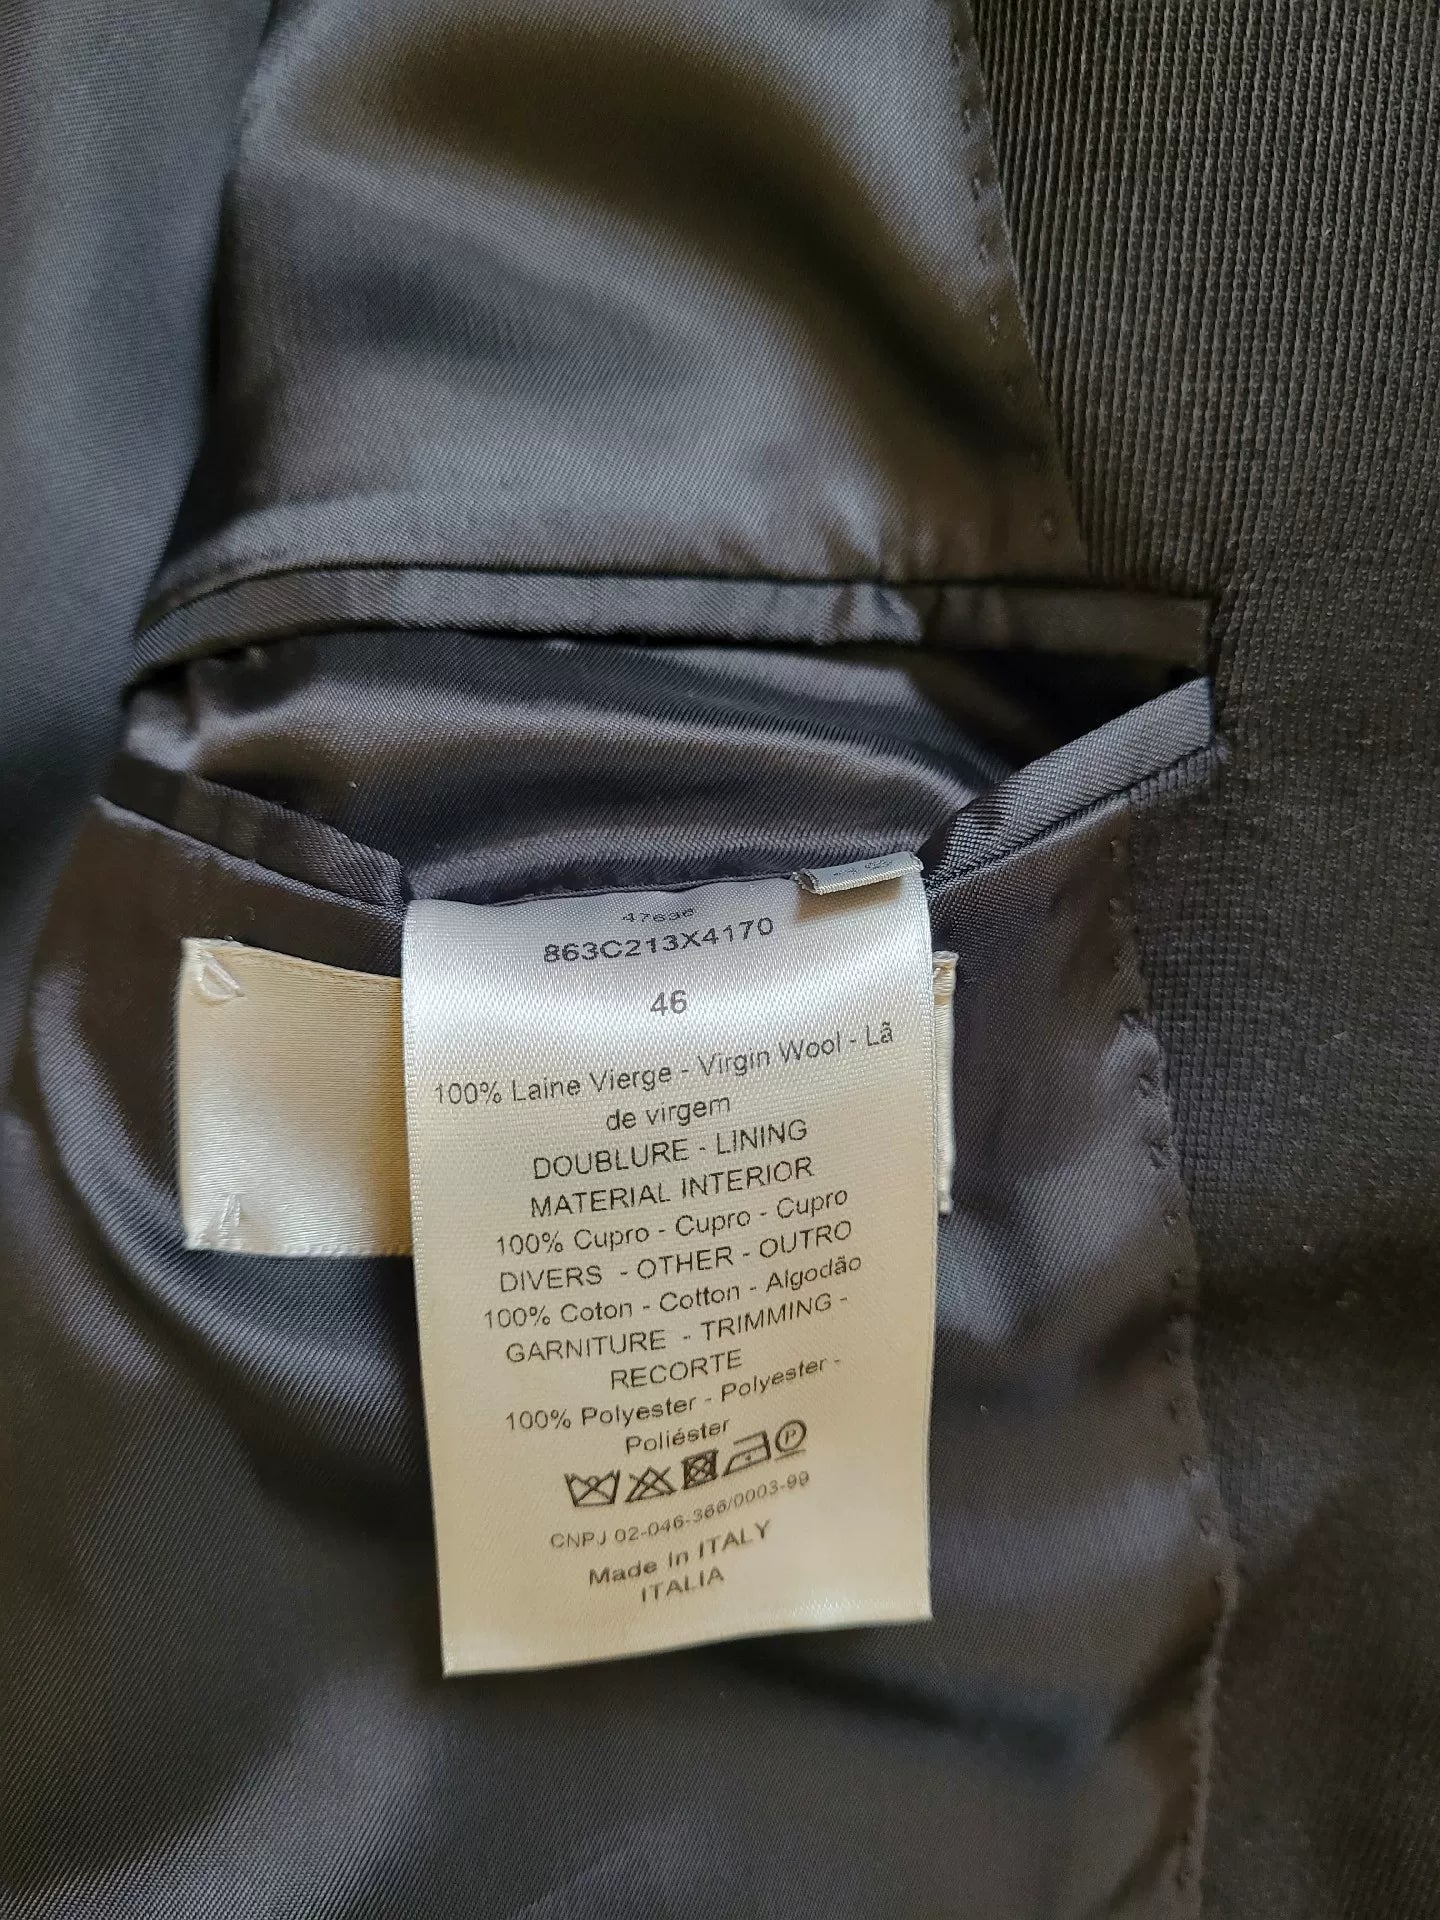 47636
863C213X4170
46
100% Laine Vierge - Virgin Wool - Lã
de virgem
DOUBLURE - LINING
MATERIAL INTERIOR
100% Cupro - Cupro - Cupro
DIVERS - OTHER - OUTRO
100% Coton - Cotton - Algodão
GARNITURE - TRIMMING -
RECORTE
100% Polyester - Polyester -
Poliéster
P
CNPJ 02-046-366/0003-99
Made In ITALY
ITALIA